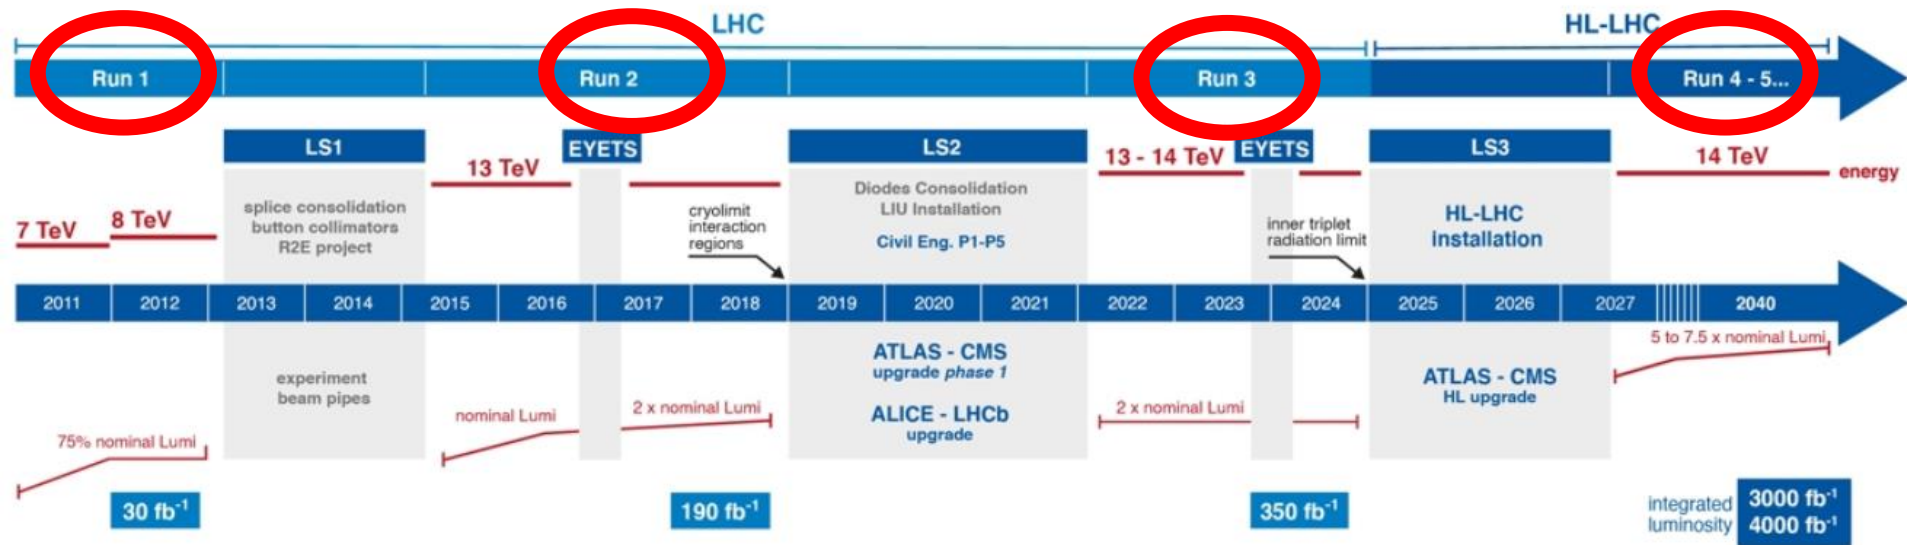 LHC
HL-LHC
Run 1
Run 2
Run 3
Run 4 - 5...
LS1
EYETS
LS2
EYETS
LS3
13 TeV
13 - 14 TeV
14 TeV
energy
7 TeV
8 TeV
splice consolidation
button collimators
R2E project
cryolimit
interaction
regions
Diodes Consolidation
LIU Installation
Civil Eng. P1-P5
inner triplet
radiation limit
HL-LHC
installation
2011
2012
2013
2014
2015
2016
2017
2018
2019
2020
2021
2022
2023
2024
2025
2026
2027
2040
5 to 7.5 x nominal Lumi
experiment
beam pipes
ATLAS - CMS
upgrade phase 1
ALICE - LHCb
upgrade
ATLAS - CMS
HL upgrade
75% nominal Lumi
nominal Lumi
2 x nominal Lumi
2 x nominal Lumi
30 fb⁻¹
190 fb⁻¹
350 fb⁻¹
integrated
luminosity
3000 fb⁻¹
4000 fb⁻¹